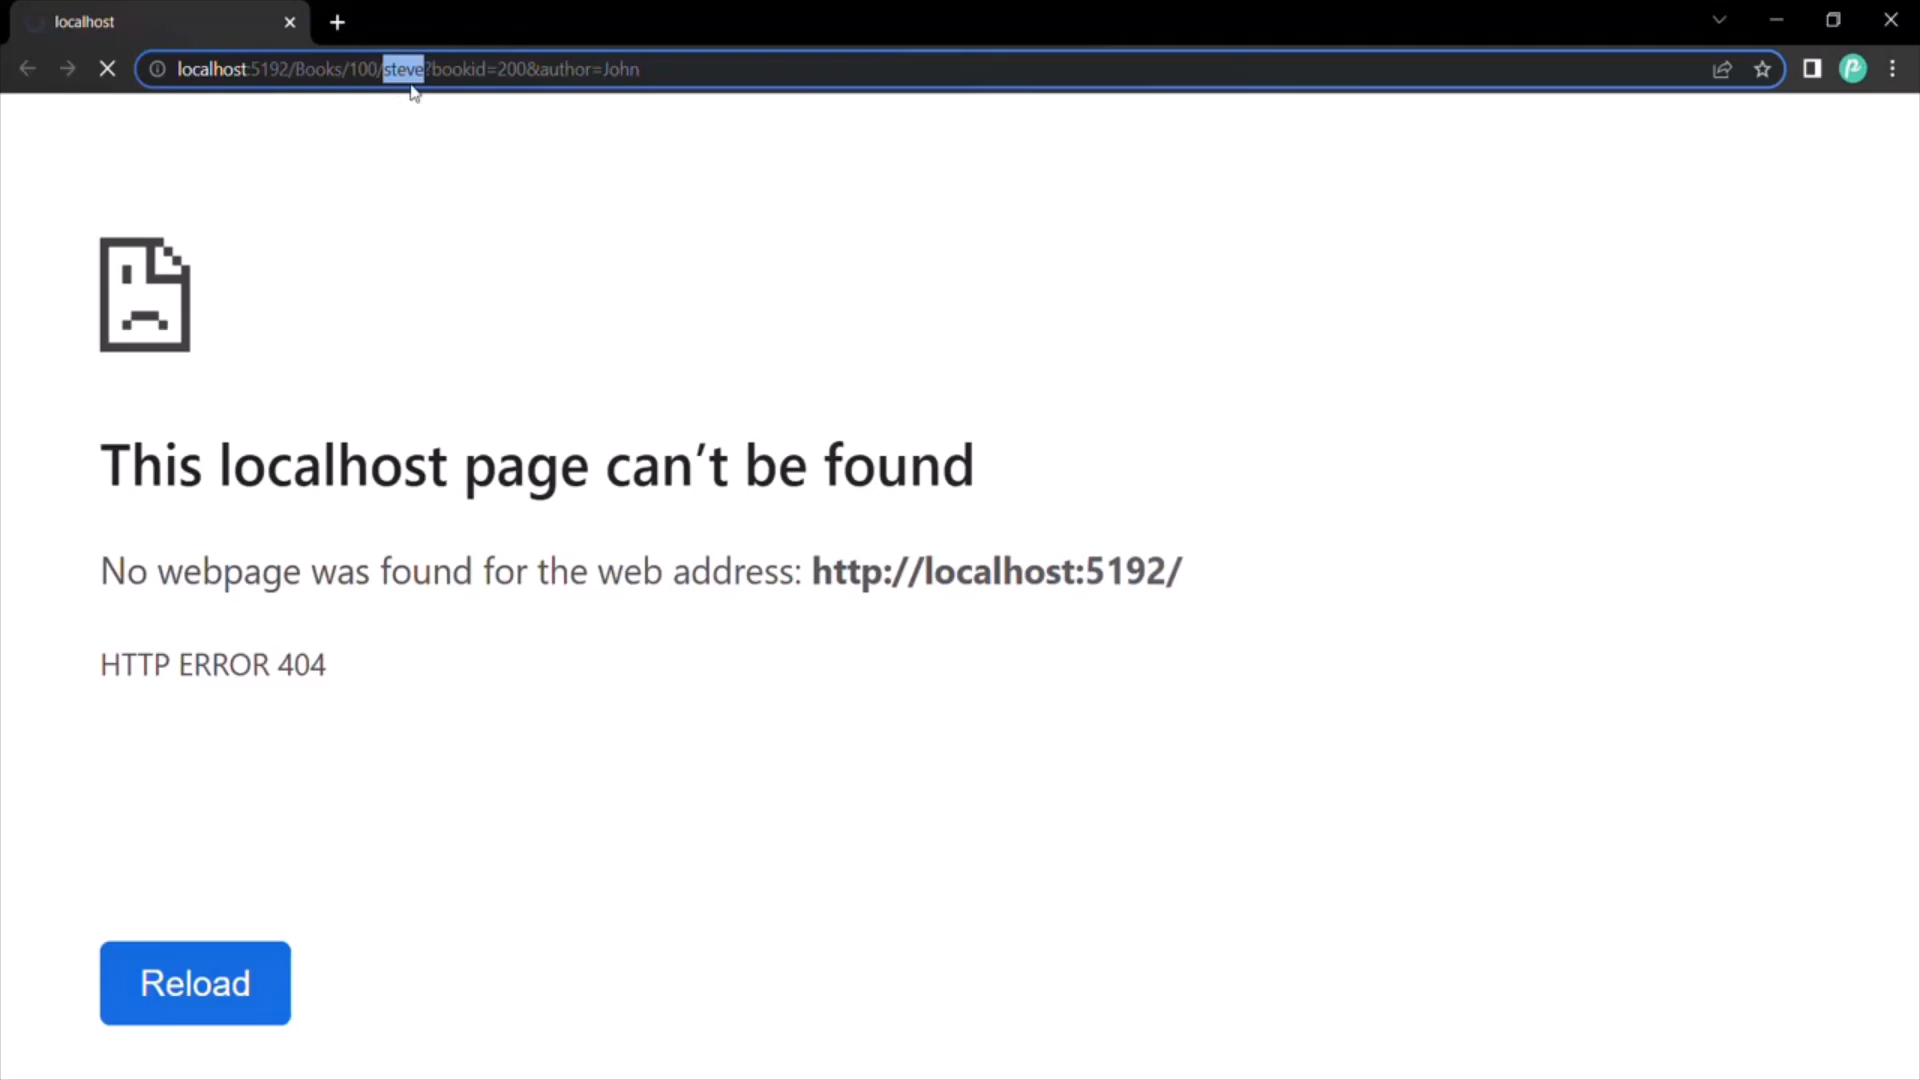 localhost
localhost:5192/Books/100/steve?bookid=200&author=John
This localhost page can’t be found
No webpage was found for the web address: http://localhost:5192/
HTTP ERROR 404
Reload